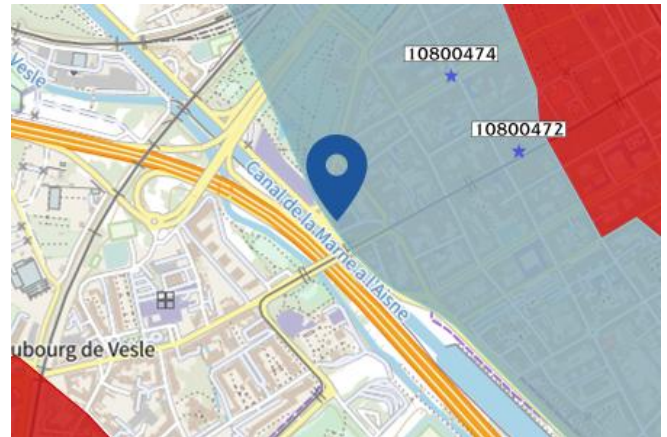 10800474
Vesle
10800472
Canal de la Marne a l'Aisne
ubourg de Vesle